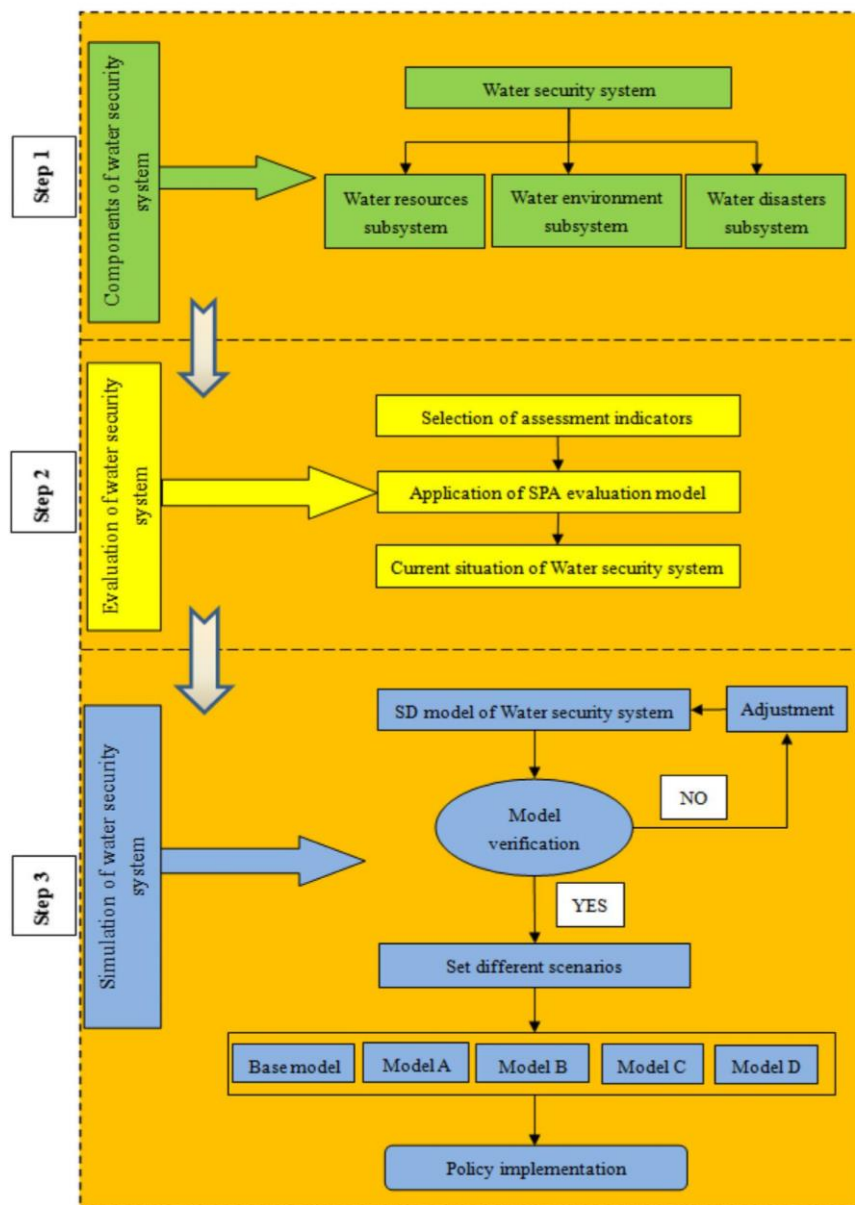 Step 1
Components of water security
system
Water security system
Water resources
subsystem
Water environment
subsystem
Water disasters
subsystem
Step 2
Evaluation of water security
system
Selection of assessment indicators
Application of SPA evaluation model
Current situation of Water security system
Step 3
Simulation of water security
system
SD model of Water security system
Adjustment
Model
verification
NO
YES
Set different scenarios
Base model
Model A
Model B
Model C
Model D
Policy implementation